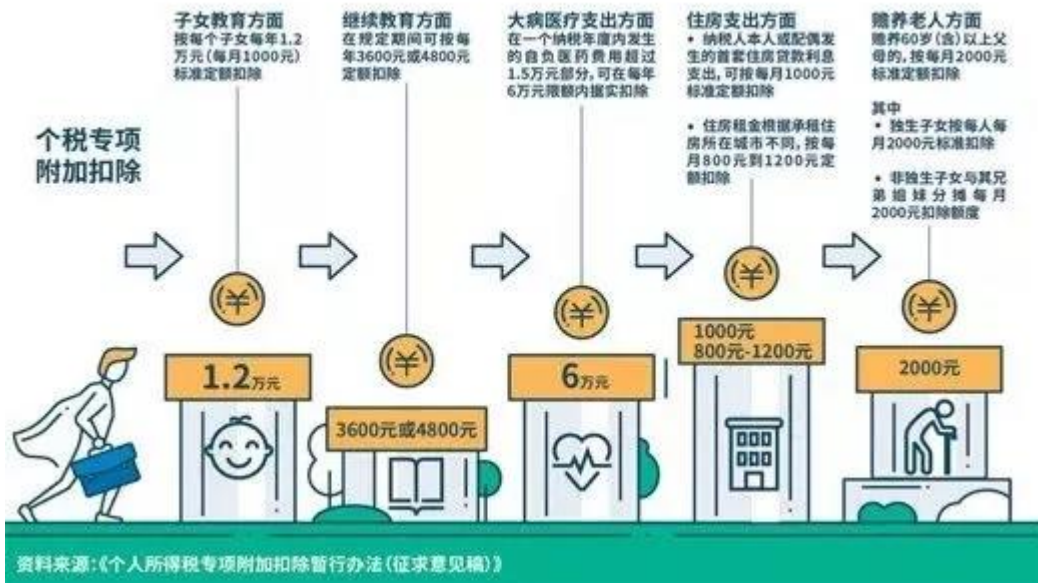 个税专项
附加扣除
子女教育方面
按每个子女每年1.2
万元(每月1000元)
标准定额扣除
继续教育方面
在规定期间可按每
年3600元或4800元
定额扣除
大病医疗支出方面
在一个纳税年度内发生
的自负医药费用超过
1.5万元部分,可在每年
6万元限额内据实扣除
住房支出方面
• 纳税人本人或配偶发
生的首套住房贷款利息
支出,可按每月1000元
标准定额扣除
• 住房租金根据承租住
房所在城市不同,按每
月800元到1200元定
额扣除
赡养老人方面
赡养60岁(含)以上父
母的,按每月2000元
标准定额扣除
其中
• 独生子女按每人每
月2000元标准扣除
• 非独生子女与其兄
弟姐妹分摊每月
2000元扣除额度
1.2万元
3600元或4800元
6万元
1000元
800元-1200元
2000元
资料来源:《个人所得税专项附加扣除暂行办法(征求意见稿)》